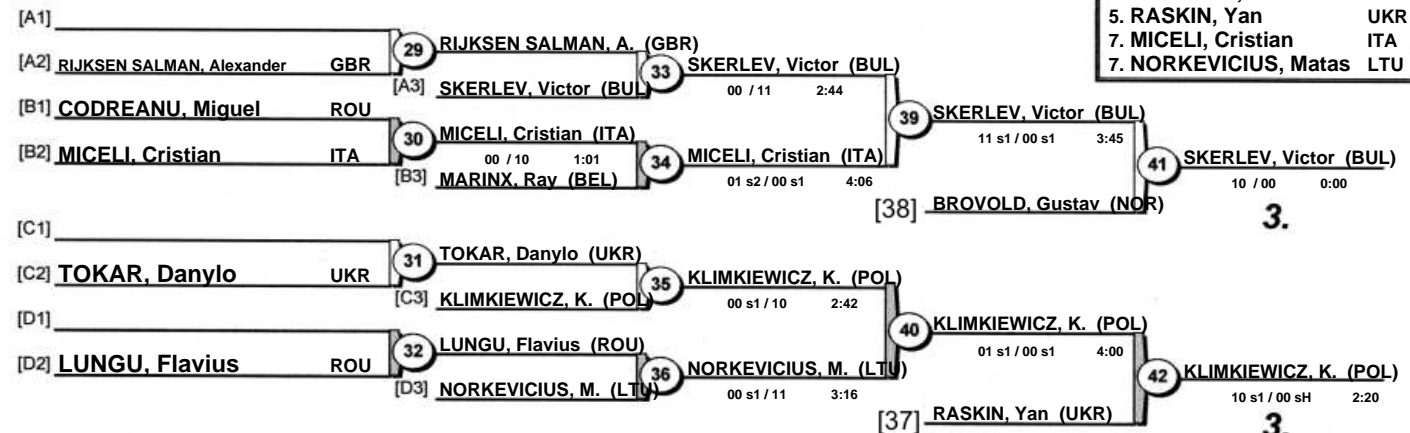 5. RASKIN, Yan UKR
7. MICELI, Cristian ITA
7. NORKEVICIUS, Matas LTU
[A1]
[A2] RIJKSEN SALMAN, Alexander GBR
29
RIJKSEN SALMAN, A. (GBR)
[A3] SKERLEV, Victor (BUL)
33
SKERLEV, Victor (BUL)
00 / 11 2:44
[B1] CODREANU, Miguel ROU
[B2] MICELI, Cristian ITA
30
MICELI, Cristian (ITA)
00 / 10 1:01
[B3] MARINX, Ray (BEL)
34
MICELI, Cristian (ITA)
01 s2 / 00 s1 4:06
39
SKERLEV, Victor (BUL)
11 s1 / 00 s1 3:45
[38] BROVOLD, Gustav (NOR)
41
SKERLEV, Victor (BUL)
10 / 00 0:00
3.
[C1]
[C2] TOKAR, Danylo UKR
31
TOKAR, Danylo (UKR)
[C3] KLIMKIEWICZ, K. (POL)
35
KLIMKIEWICZ, K. (POL)
00 s1 / 10 2:42
[D1]
[D2] LUNGU, Flavius ROU
32
LUNGU, Flavius (ROU)
[D3] NORKEVICIUS, M. (LTU)
36
NORKEVICIUS, M. (LTU)
00 s1 / 11 3:16
40
KLIMKIEWICZ, K. (POL)
01 s1 / 00 s1 4:00
[37] RASKIN, Yan (UKR)
42
KLIMKIEWICZ, K. (POL)
10 s1 / 00 sH 2:20
3.